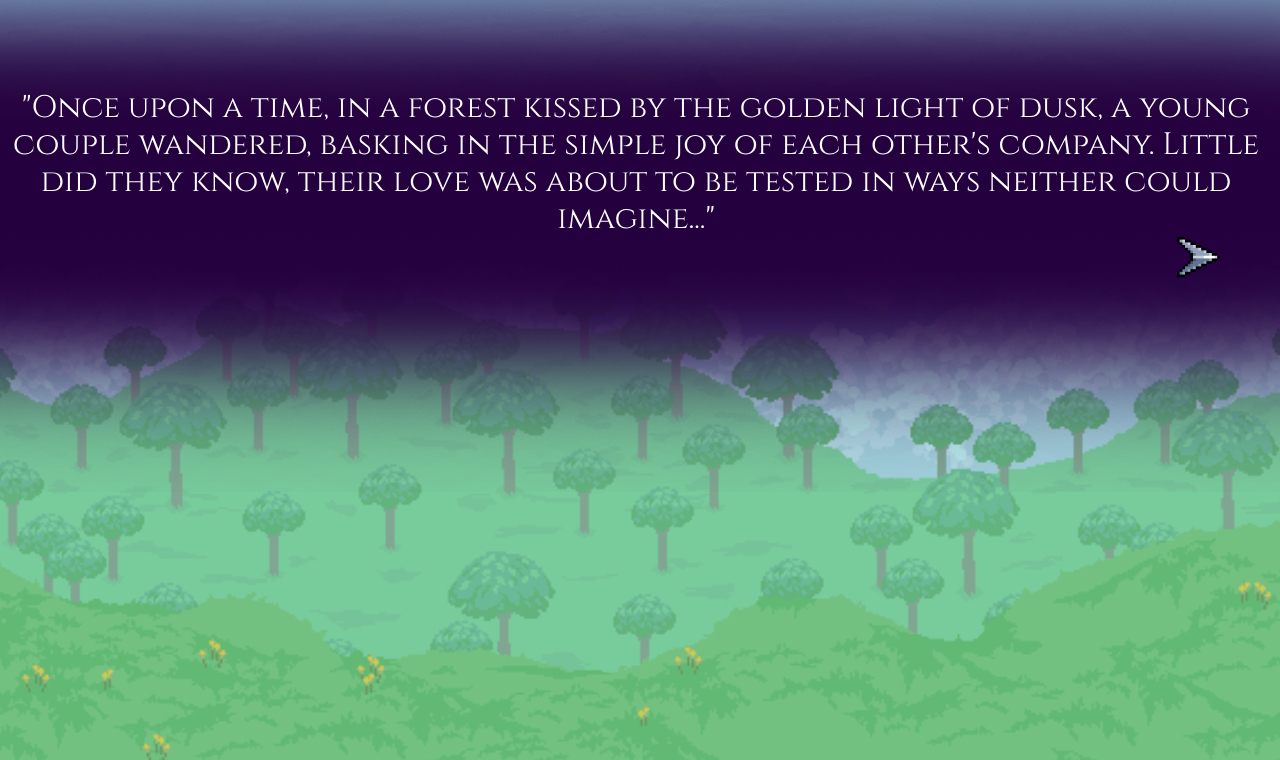 "Once upon a time, in a forest kissed by the golden light of dusk, a young
couple wandered, basking in the simple joy of each other's company. Little
did they know, their love was about to be tested in ways neither could
imagine..."